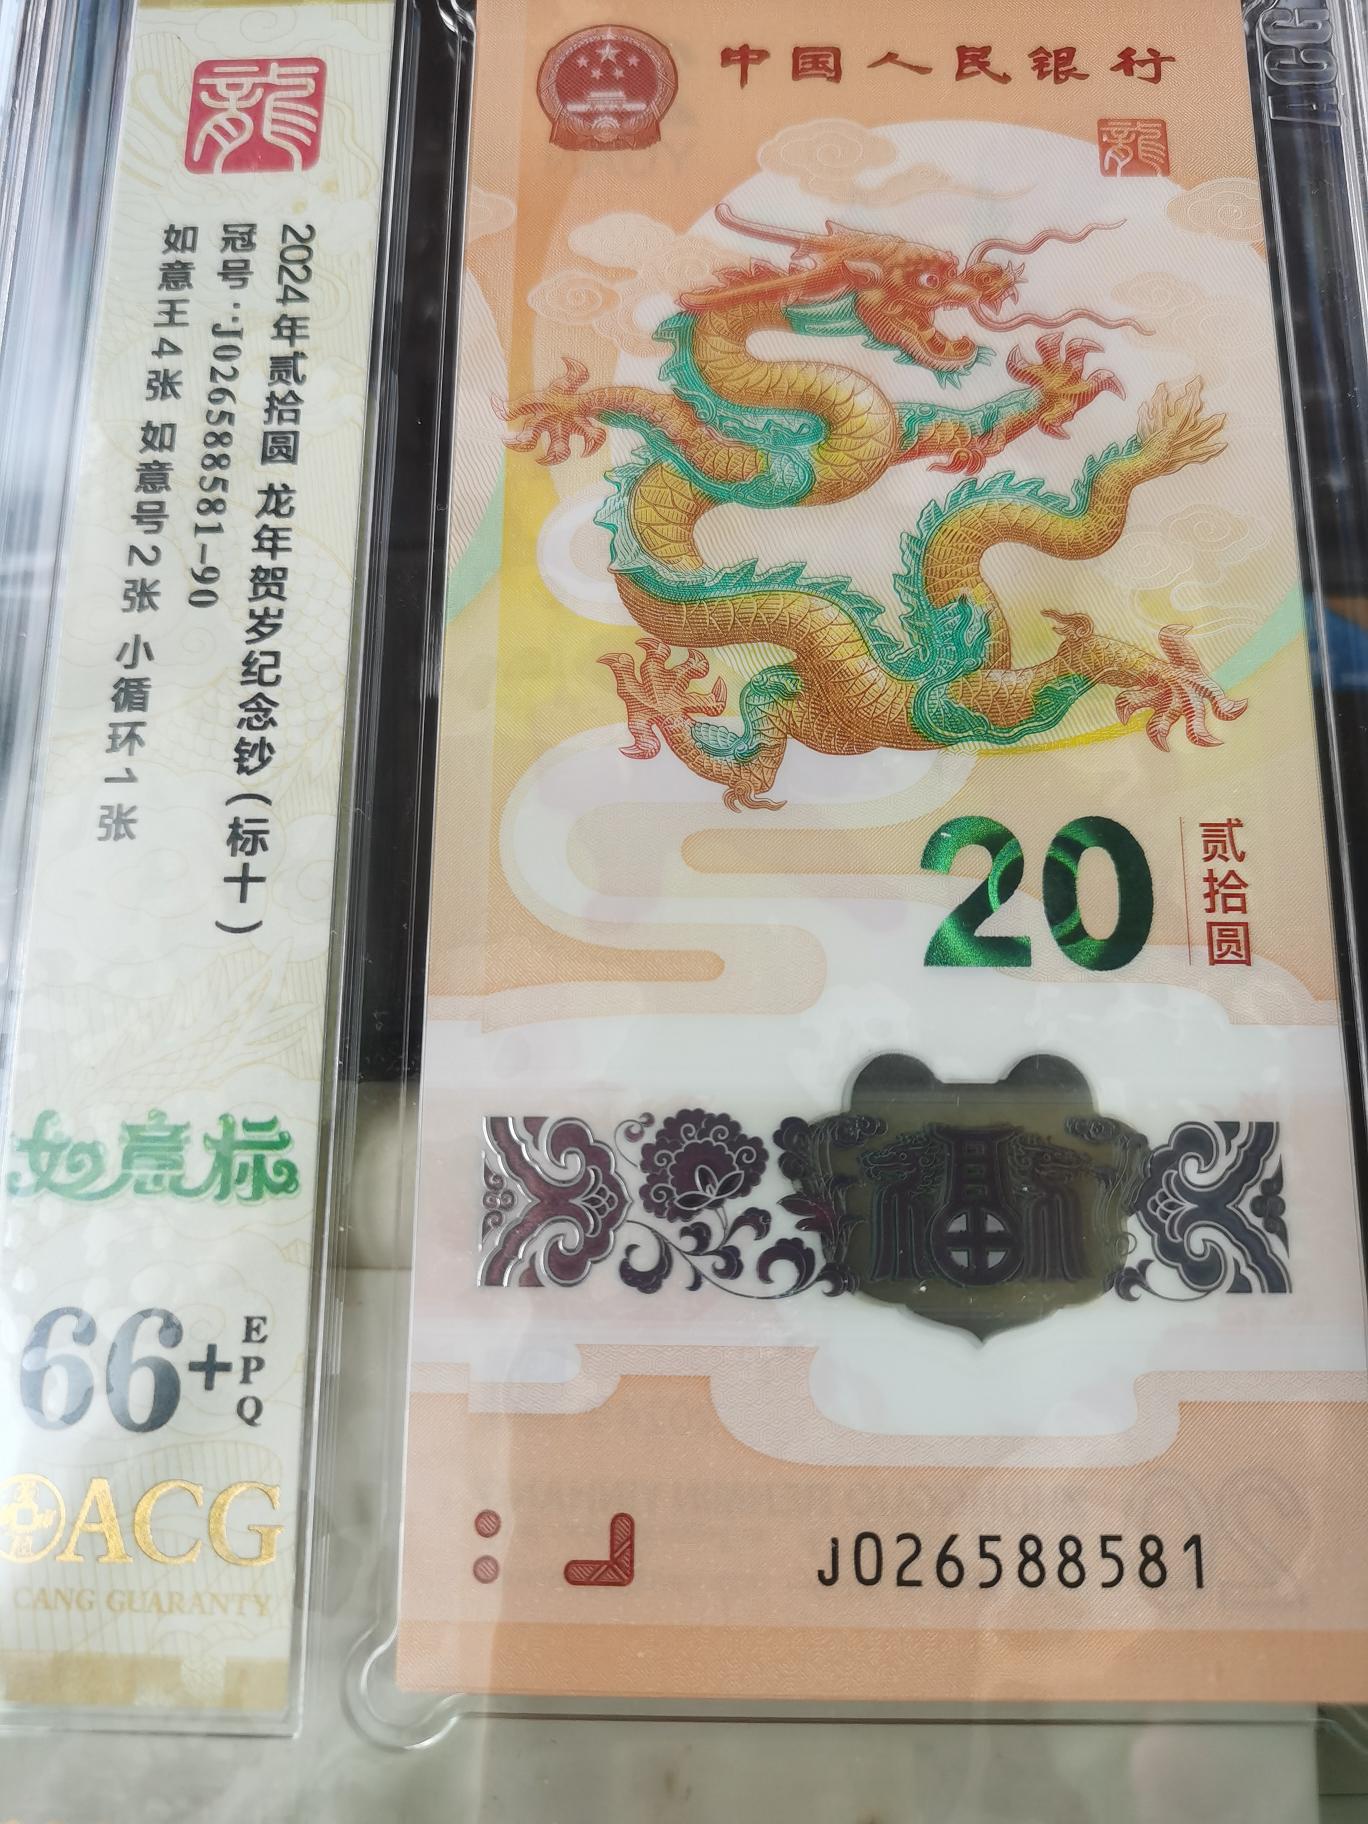 龍
2024年贰拾圆 龙年贺岁纪念钞(标十)
冠号:J026588581-90
如意王4张 如意号2张 小循环1张
如意标
66+
EPQ
ACG
CANG GUARANTY
中国人民银行
龍
20
贰拾圆
福
J026588581
ACG